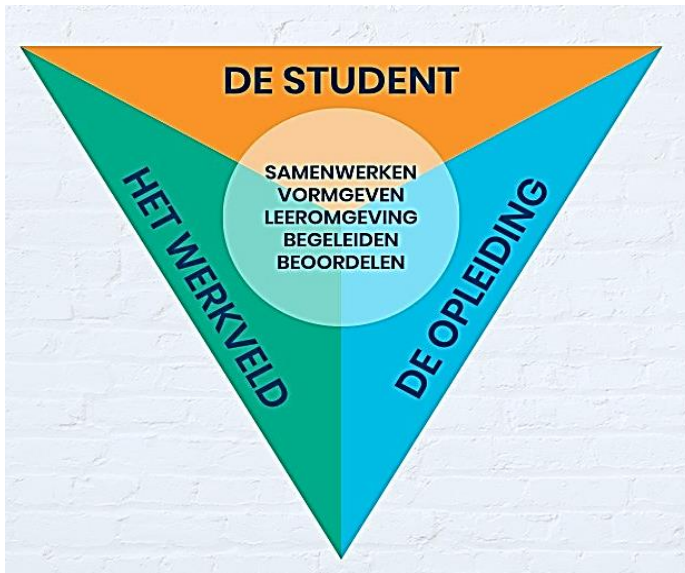 DE STUDENT
HET WERKVELD
SAMENWERKEN
VORMGEVEN
LEEROMGEVING
BEGELEIDEN
BEOORDELEN
DE OPLEIDING